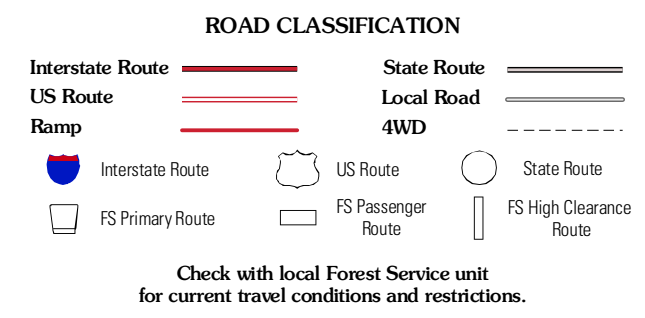 ROAD CLASSIFICATION
Interstate Route
State Route
US Route
Local Road
Ramp
4WD
Interstate Route
US Route
State Route
FS Primary Route
FS Passenger
Route
FS High Clearance
Route
Check with local Forest Service unit
for current travel conditions and restrictions.